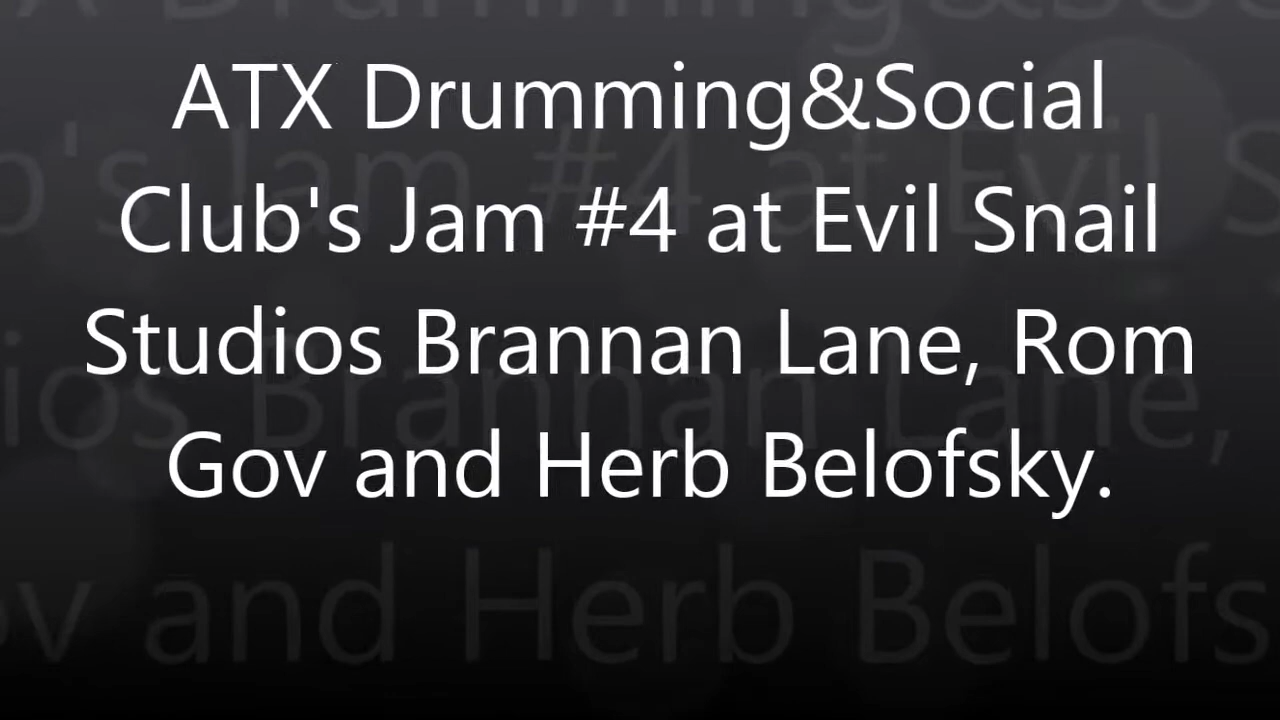 ATX Drumming&Social
Club's Jam #4 at Evil Snail
Studios Brannan Lane, Rom
Gov and Herb Belofsky.